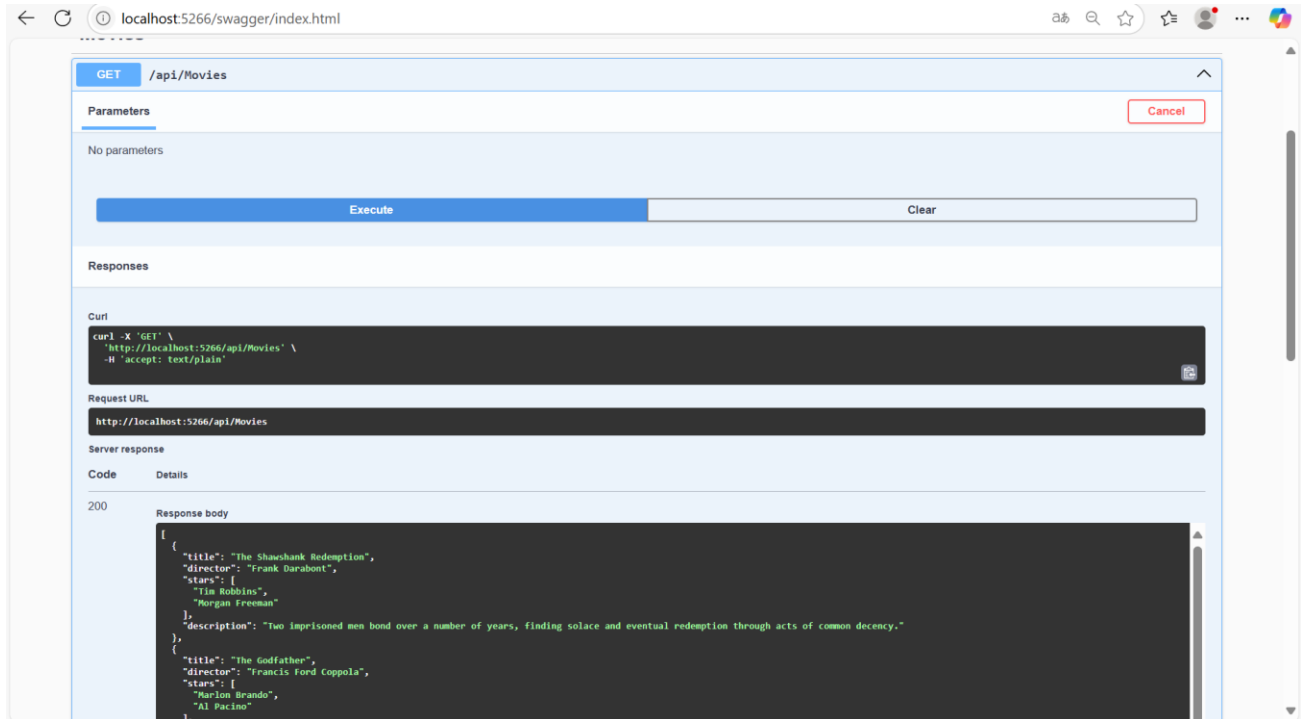 localhost:5266/swagger/index.html
GET /api/Movies
Parameters
Cancel
No parameters
Execute
Clear
Responses
Curl
curl -X 'GET' \
'http://localhost:5266/api/Movies' \
-H 'accept: text/plain'
Request URL
http://localhost:5266/api/Movies
Server response
Code Details
200
Response body
[
{
"title": "The Shawshank Redemption",
"director": "Frank Darabont",
"stars": [
"Tim Robbins",
"Morgan Freeman"
],
"description": "Two imprisoned men bond over a number of years, finding solace and eventual redemption through acts of common decency."
},
{
"title": "The Godfather",
"director": "Francis Ford Coppola",
"stars": [
"Marlon Brando",
"Al Pacino"
]